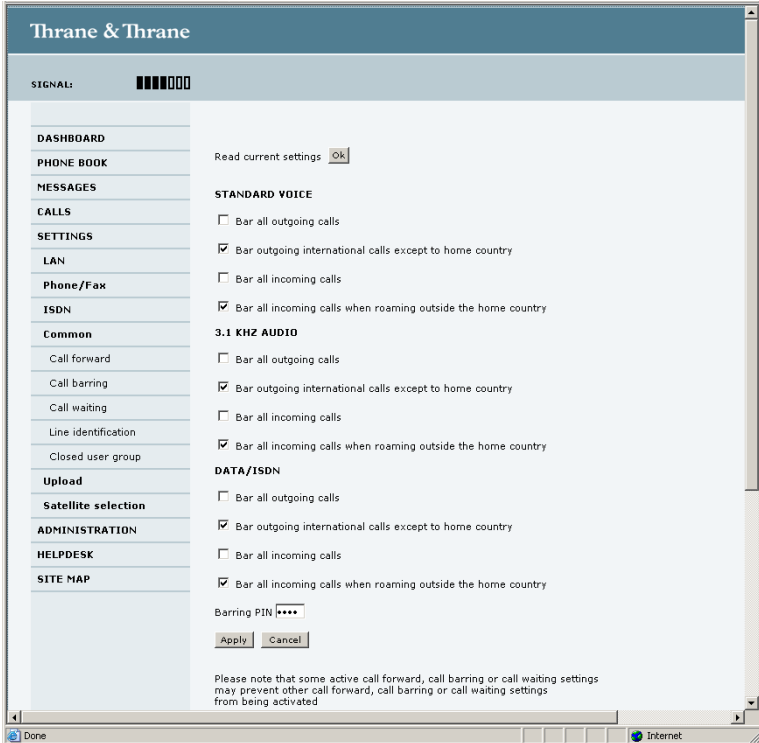 Thrane & Thrane
SIGNAL:
DASHBOARD
PHONE BOOK
MESSAGES
CALLS
SETTINGS
LAN
Phone/Fax
ISDN
Common
Call forward
Call barring
Call waiting
Line identification
Closed user group
Upload
Satellite selection
ADMINISTRATION
HELPDESK
SITE MAP
Read current settings Ok
STANDARD VOICE
Bar all outgoing calls
Bar outgoing international calls except to home country
Bar all incoming calls
Bar all incoming calls when roaming outside the home country
3.1 KHZ AUDIO
Bar all outgoing calls
Bar outgoing international calls except to home country
Bar all incoming calls
Bar all incoming calls when roaming outside the home country
DATA/ISDN
Bar all outgoing calls
Bar outgoing international calls except to home country
Bar all incoming calls
Bar all incoming calls when roaming outside the home country
Barring PIN ••••
Apply Cancel
Please note that some active call forward, call barring or call waiting settings
may prevent other call forward, call barring or call waiting settings
from being activated
Done Internet